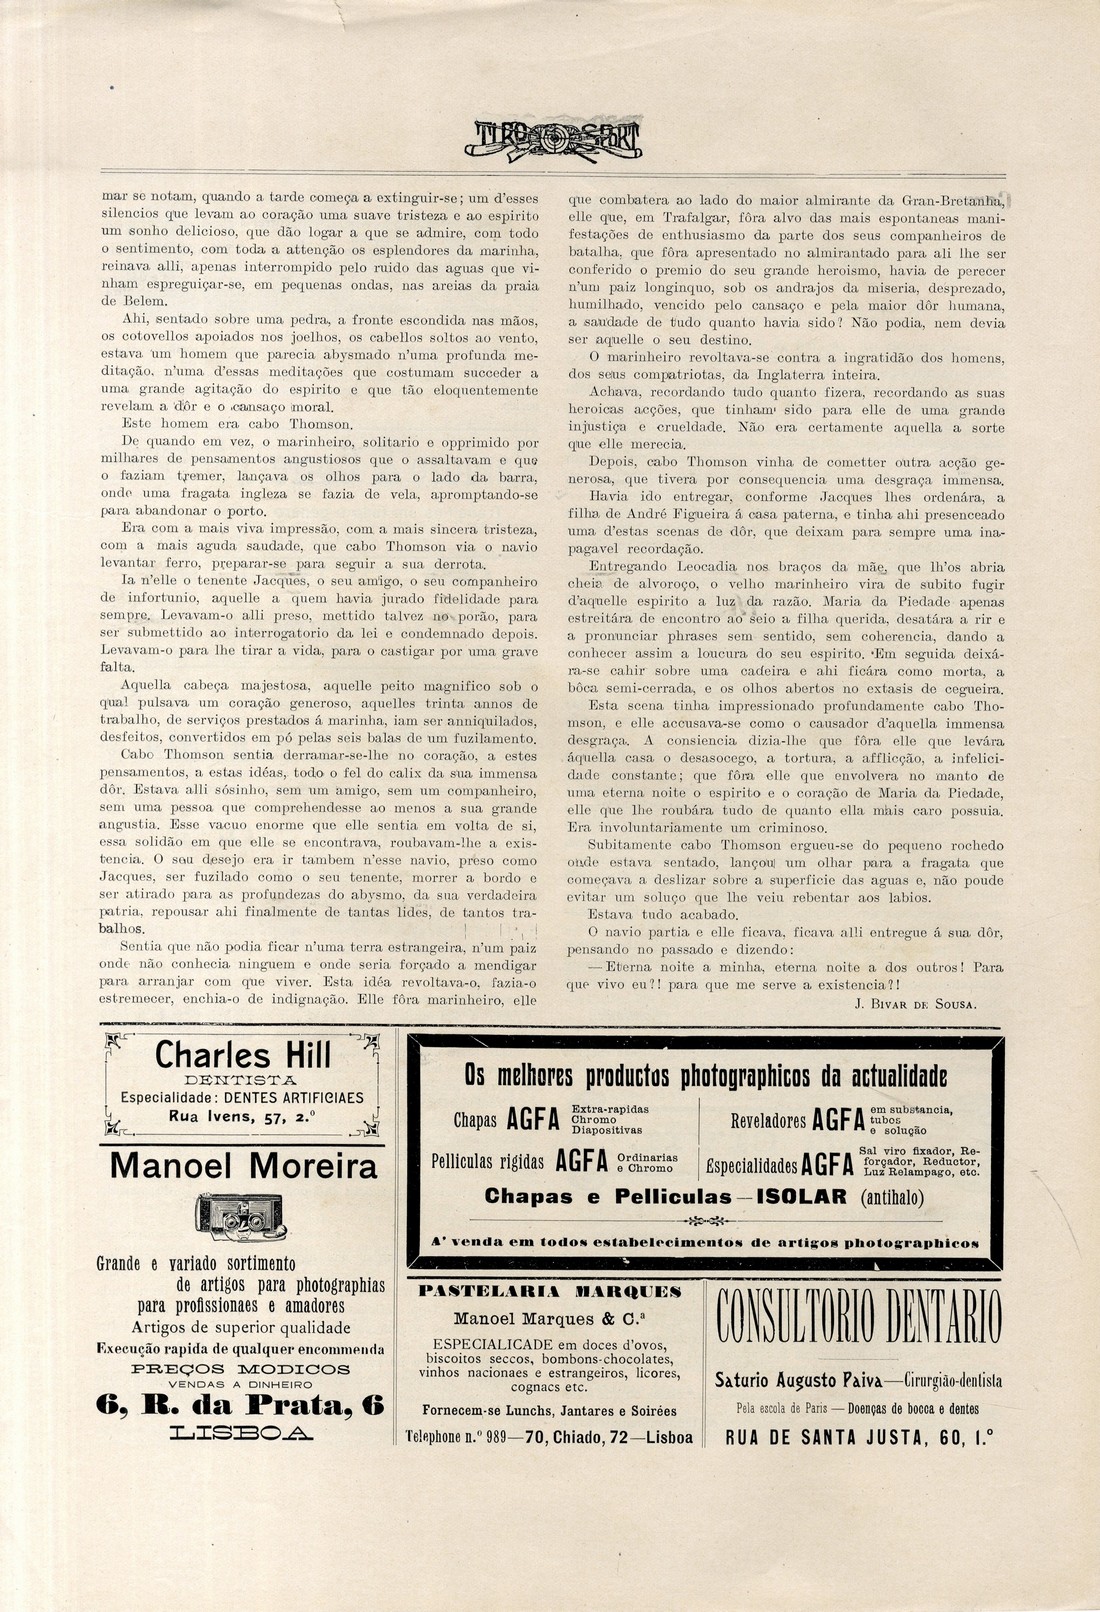 TIRO SPORT
mar se notam, quando a tarde começa a extinguir-se; um d'esses
silencios que levam ao coração uma suave tristeza e ao espirito
um sonho delicioso, que dão logar a que se admire, com todo
o sentimento, com toda a attenção os esplendores da marinha,
reinava alli, apenas interrompido pelo ruido das aguas que vi-
nham espreguiçar-se, em pequenas ondas, nas areias da praia
de Belem.
Ahi, sentado sobre uma pedra, a fronte escondida nas mãos,
os cotovellos apoiados nos joelhos, os cabellos soltos ao vento,
estava um homem que parecia abysmado n'uma profunda me-
ditação, n'uma d'essas meditações que costumam succeder a
uma grande agitação do espirito e que tão eloquentemente
revelam a dôr e o cansaço moral.
Este homem era cabo Thomson.
De quando em vez, o marinheiro, solitario e opprimido por
milhares de pensamentos angustiosos que o assaltavam e que
o faziam tremer, lançava os olhos para o lado da barra,
onde uma fragata ingleza se fazia de vela, apromptando-se
para abandonar o porto.
Era com a mais viva impressão, com a mais sincera tristeza,
com a mais aguda saudade, que cabo Thomson via o navio
levantar ferro, preparar-se para seguir a sua derrota.
Ia n'elle o tenente Jacques, o seu amigo, o seu companheiro
de infortunio, aquelle a quem havia jurado fidelidade para
sempre. Levavam-o alli preso, mettido talvez no porão, para
ser submettido ao interrogatorio da lei e condemnado depois.
Levavam-o para lhe tirar a vida, para o castigar por uma grave
falta.
Aquella cabeça majestosa, aquelle peito magnifico sob o
qual pulsava um coração generoso, aquelles trinta annos de
trabalho, de serviços prestados á marinha, iam ser anniquilados,
desfeitos, convertidos em pó pelas seis balas de um fuzilamento.
Cabo Thomson sentia derramar-se-lhe no coração, a estes
pensamentos, a estas idéas, todo o fel do calix da sua immensa
dôr. Estava alli sósinho, sem um amigo, sem um companheiro,
sem uma pessoa que comprehendesse ao menos a sua grande
angustia. Esse vacuo enorme que elle sentia em volta de si,
essa solidão em que elle se encontrava, roubavam-lhe a exis-
tencia. O seu desejo era ir tambem n'esse navio, preso como
Jacques, ser fuzilado como o seu tenente, morrer a bordo e
ser atirado para as profundezas do abysmo, da sua verdadeira
patria, repousar ahi finalmente de tantas lides, de tantos tra-
balhos.
Sentia que não podia ficar n'uma terra estrangeira, n'um paiz
onde não conhecia ninguem e onde seria forçado a mendigar
para arranjar com que viver. Esta idéa revoltava-o, fazia-o
estremecer, enchia-o de indignação. Elle fôra marinheiro, elle
que combatera ao lado do maior almirante da Gran-Bretanha,
elle que, em Trafalgar, fôra alvo das mais espontaneas mani-
festações de enthusiasmo da parte dos seus companheiros de
batalha, que fôra apresentado no almirantado para ali lhe ser
conferido o premio do seu grande heroismo, havia de perecer
n'um paiz longinquo, sob os andrajos da miseria, desprezado,
humilhado, vencido pelo cansaço e pela maior dôr humana,
a saudade de tudo quanto havia sido? Não podia, nem devia
ser aquelle o seu destino.
O marinheiro revoltava-se contra a ingratidão dos homens,
dos seus compatriotas, da Inglaterra inteira.
Achava, recordando tudo quanto fizera, recordando as suas
heroicas acções, que tinham sido para elle de uma grande
injustiça e crueldade. Não era certamente aquella a sorte
que elle merecia.
Depois, cabo Thomson vinha de cometter outra acção ge-
nerosa, que tivera por consequencia uma desgraça immensa.
Havia ido entregar, conforme Jacques lhes ordenára, a
filha de André Figueira á casa paterna, e tinha ahi presenceado
uma d'estas scenas de dôr, que deixam para sempre uma ina-
pagavel recordação.
Entregando Leocadia nos braços da mãe, que lh'os abria
cheia de alvoroço, o velho marinheiro vira de subito fugir
d'aquelle espirito a luz da razão. Maria da Piedade apenas
estreitára de encontro ao seio a filha querida, desatára a rir e
a pronunciar phrases sem sentido, sem coherencia, dando a
conhecer assim a loucura do seu espirito. Em seguida deixá-
ra-se cahir sobre uma cadeira e ahi ficára como morta, a
bôca semi-cerrada, e os olhos abertos no extasis de cegueira.
Esta scena tinha impressionado profundamente cabo Tho-
mson, e elle accusava-se como o causador d'aquella immensa
desgraça. A consiencia dizia-lhe que fôra elle que levára
áquella casa o desasocego, a tortura, a afflicção, a infelici-
dade constante; que fôra elle que envolvera no manto de
uma eterna noite o espirito e o coração de Maria da Piedade,
elle que lhe roubára tudo de quanto ella mais caro possuia.
Era involuntariamente um criminoso.
Subitamente cabo Thomson ergueu-se do pequeno rochedo
onde estava sentado, lançou um olhar para a fragata que
começava a deslizar sobre a superficie das aguas e, não poude
evitar um soluço que lhe veiu rebentar aos labios.
Estava tudo acabado.
O navio partia e elle ficava, ficava alli entregue á sua dôr,
pensando no passado e dizendo:
— Eterna noite a minha, eterna noite a dos outros! Para
que vivo eu?! para que me serve a existencia?!
J. BIVAR DE SOUSA.
Charles Hill
DENTISTA
Especialidade: DENTES ARTIFICIAES
Rua Ivens, 57, 2.º
Manoel Moreira
Grande e variado sortimento
de artigos para photographias
para profissionaes e amadores
Artigos de superior qualidade
Execução rapida de qualquer encommenda
PREÇOS MODICOS
VENDAS A DINHEIRO
6, R. da Prata, 6
LISBOA
Os melhores productos photographicos da actualidade
Chapas AGFA Extra-rapidas
Chromo
Diapositivas
Reveladores AGFA em substancia,
tubos
e solução
Pelliculas rigidas AGFA Ordinarias
e Chromo
Especialidades AGFA Sal viro fixador, Re-
forçador, Reductor,
Luz Relampago, etc.
Chapas e Pelliculas — ISOLAR (antihalo)
A' venda em todos estabelecimentos de artigos photographicos
PASTELARIA MARQUES
Manoel Marques & C.ª
ESPECIALICADE em doces d'ovos,
biscoitos seccos, bombons-chocolates,
vinhos nacionaes e estrangeiros, licores,
cognacs etc.
Fornecem-se Lunchs, Jantares e Soirées
Telephone n.º 989—70, Chiado, 72—Lisboa
CONSULTORIO DENTARIO
Saturio Augusto Paiva—Cirurgião-dentista
Pela escola de Paris — Doenças de bocca e dentes
RUA DE SANTA JUSTA, 60, 1.º